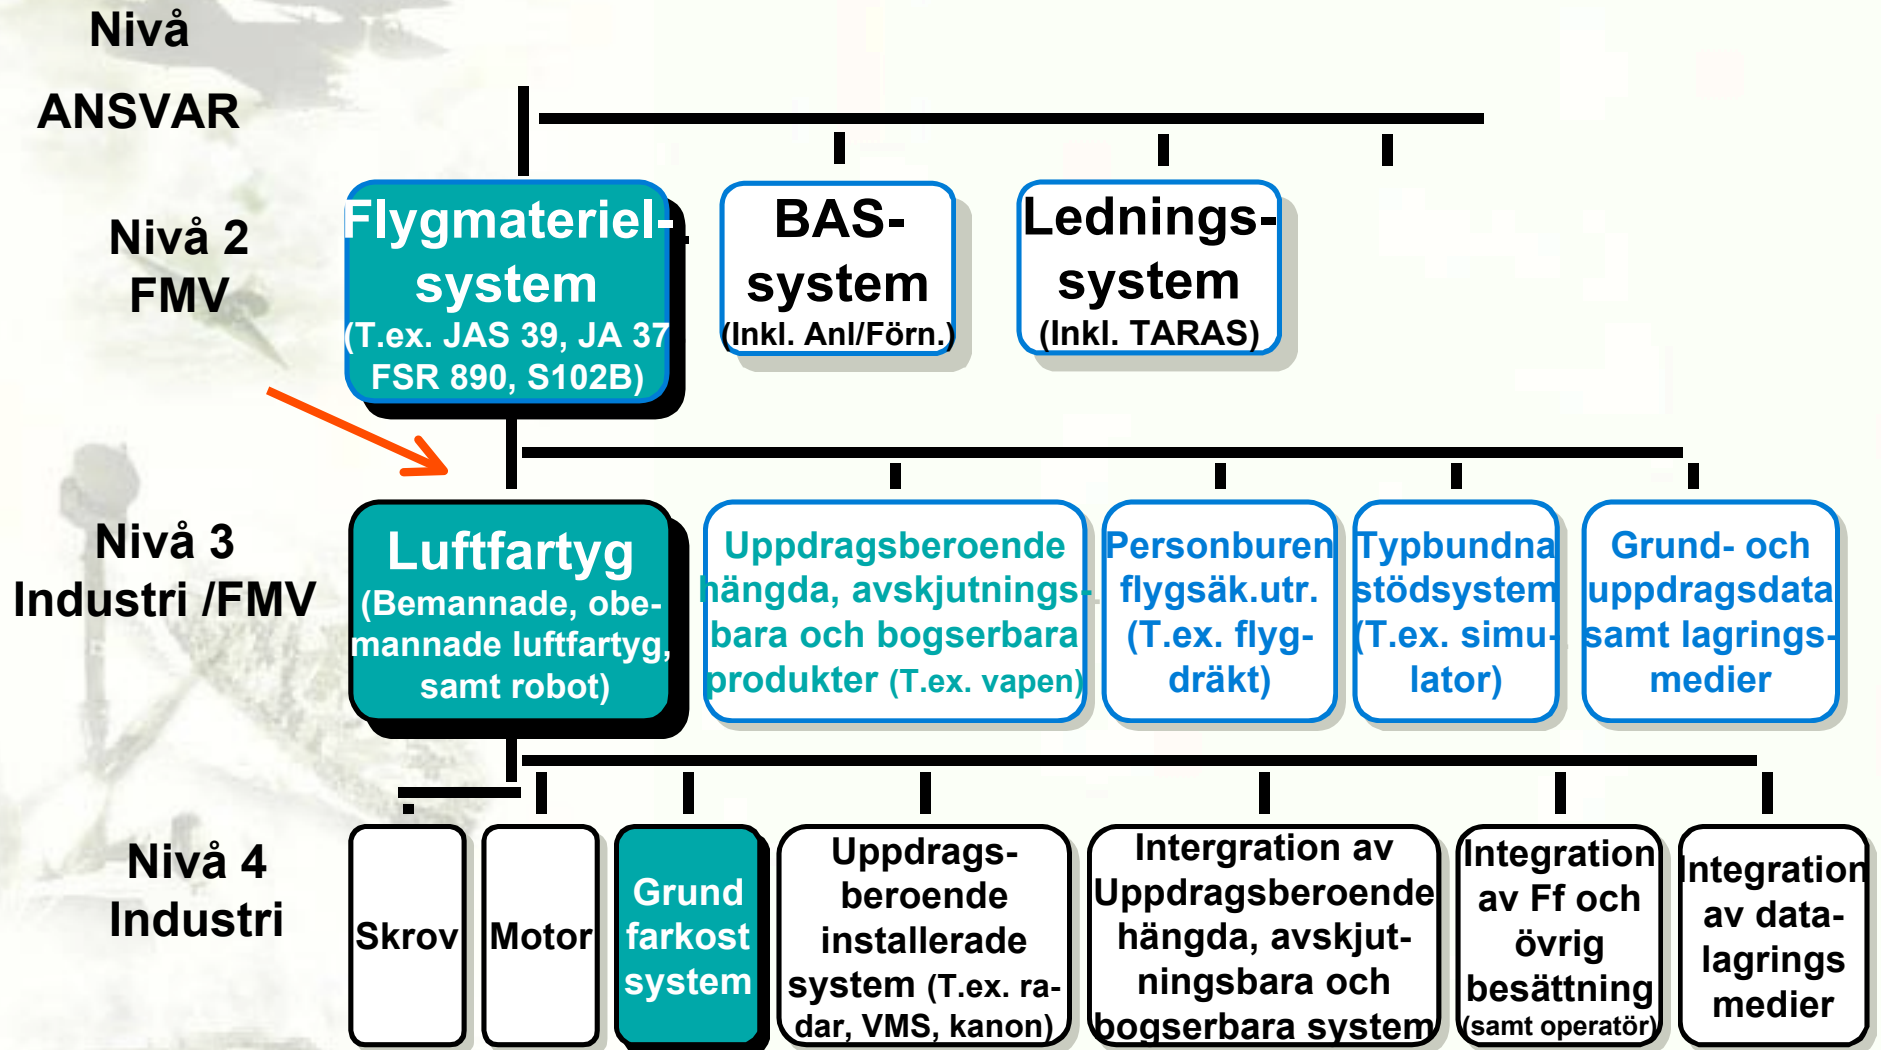 Nivå
ANSVAR
Nivå 2
FMV
Flygmateriel-
system
(T.ex. JAS 39, JA 37
FSR 890, S102B)
BAS-
system
(Inkl. Anl/Förn.)
Lednings-
system
(Inkl. TARAS)
Nivå 3
Industri /FMV
Luftfartyg
(Bemannade, obe-
mannade luftfartyg,
samt robot)
Uppdragsberoende
hängda, avskjutnings-
bara och bogserbara
produkter (T.ex. vapen)
Personburen
flygsäk.utr.
(T.ex. flyg-
dräkt)
Typbundna
stödsystem
(T.ex. simu-
lator)
Grund- och
uppdragsdata
samt lagrings-
medier
Nivå 4
Industri
Skrov
Motor
Grund
farkost
system
Uppdrags-
beroende
installerade
system (T.ex. ra-
dar, VMS, kanon)
Intergration av
Uppdragsberoende
hängda, avskjut-
ningsbara och
bogserbara system
Integration
av Ff och
övrig
besättning
(samt operatör)
Integration
av data-
lagrings
medier